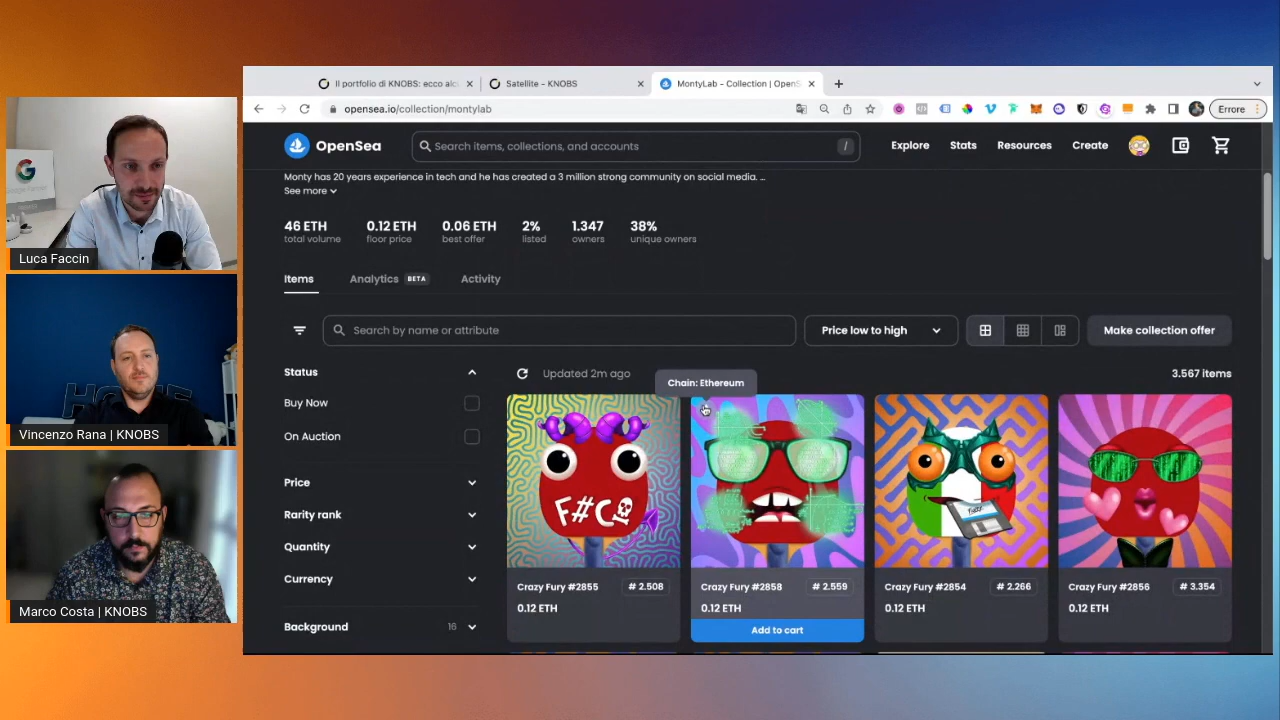 Il portfolio di KNOBS: ecco alc
Satellite – KNOBS
MontyLab - Collection | OpenS
opensea.io/collection/montylab
Errore
OpenSea
Search items, collections, and accounts
/
Explore
Stats
Resources
Create
Monty has 20 years experience in tech and he has created a 3 million strong community on social media. ...
See more
46 ETH
total volume
0.12 ETH
floor price
0.06 ETH
best offer
2%
listed
1.347
owners
38%
unique owners
Items
Analytics BETA
Activity
Search by name or attribute
Price low to high
Make collection offer
Status
Updated 2m ago
Chain: Ethereum
3.567 items
Buy Now
On Auction
Price
Rarity rank
Quantity
Currency
Background 16
F#C
Crazy Fury #2855 # 2.508
0.12 ETH
Crazy Fury #2858 # 2.559
0.12 ETH
Add to cart
Crazy Fury #2854 # 2.266
0.12 ETH
Crazy Fury #2856 # 3.354
0.12 ETH
G
Luca Faccin
Vincenzo Rana | KNOBS
Marco Costa | KNOBS